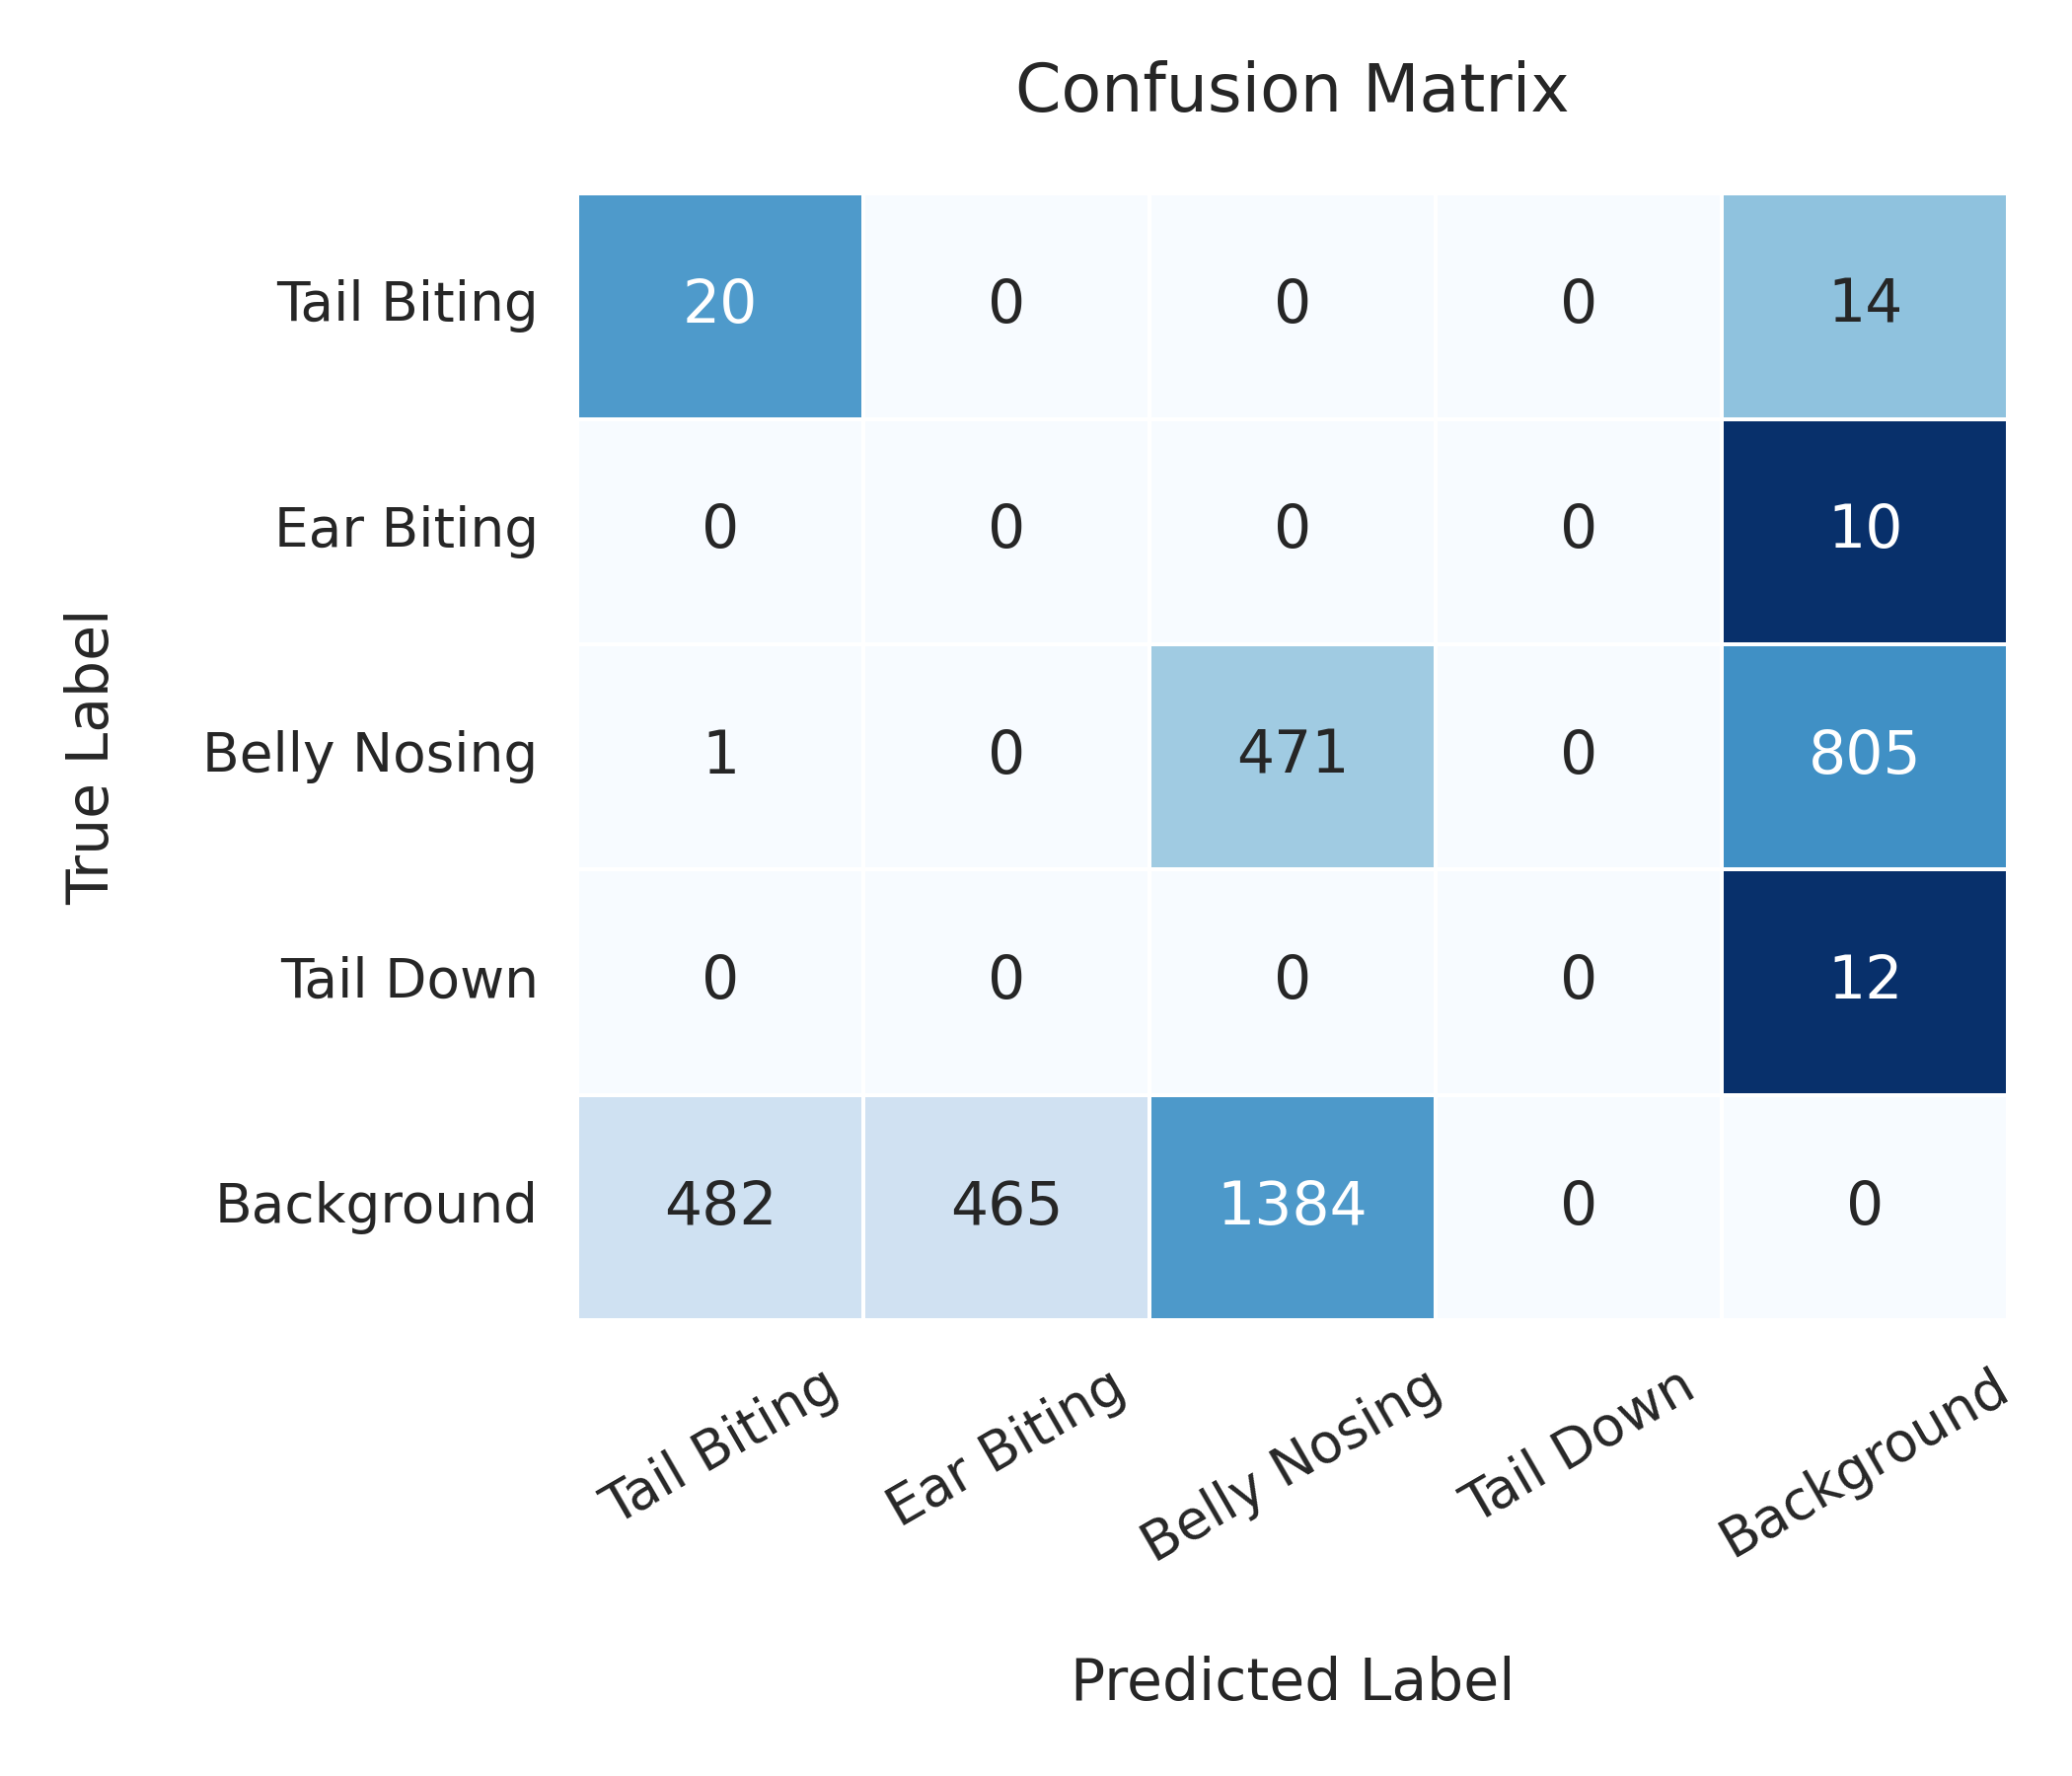 Confusion Matrix
Tail Biting 20 0 0 0 14
Ear Biting 0 0 0 0 10
Belly Nosing 1 0 471 0 805
Tail Down 0 0 0 0 12
Background 482 465 1384 0 0
True Label
Tail Biting Ear Biting Belly Nosing Tail Down Background
Predicted Label